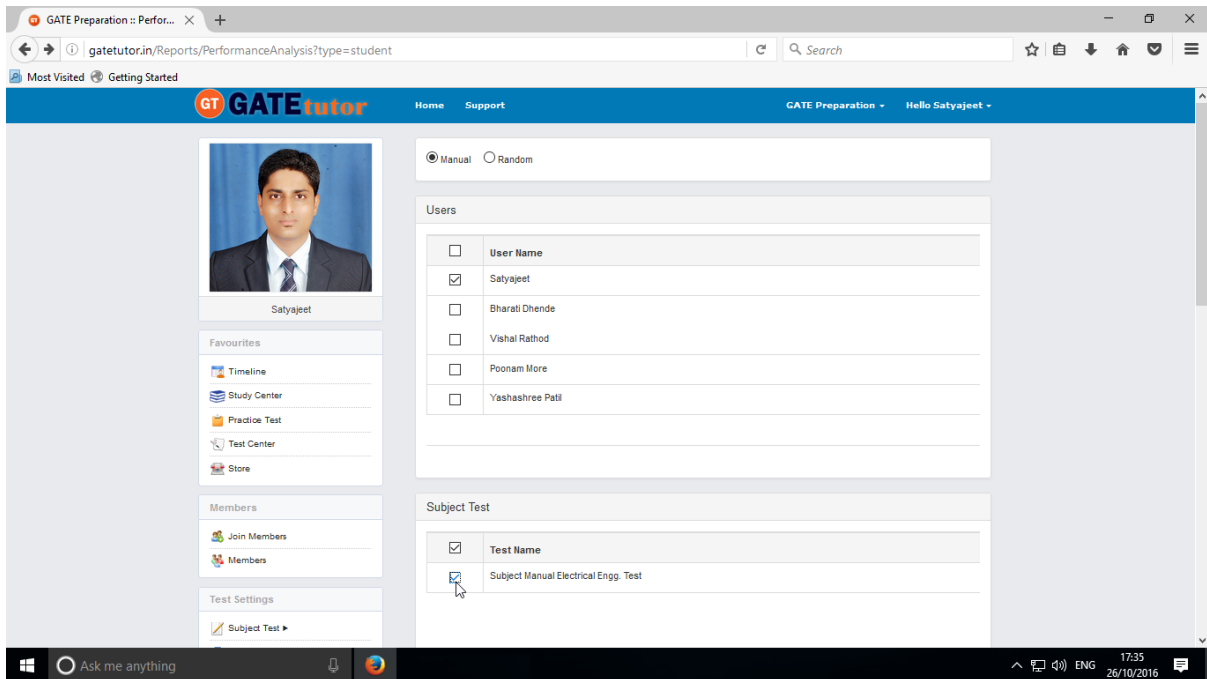 GATE Preparation :: Perfor...
gatetutor.in/Reports/PerformanceAnalysis?type=student
Search
Most Visited Getting Started
GT GATEtutor Home Support GATE Preparation Hello Satyajeet
Manual Random
Users
User Name
Satyajeet
Bharati Dhende
Vishal Rathod
Poonam More
Yashashree Patil
Satyajeet
Favourites
Timeline
Study Center
Practice Test
Test Center
Store
Members
Join Members
Members
Test Settings
Subject Test
Subject Test
Test Name
Subject Manual Electrical Engg. Test
Ask me anything
ENG
17:35
26/10/2016